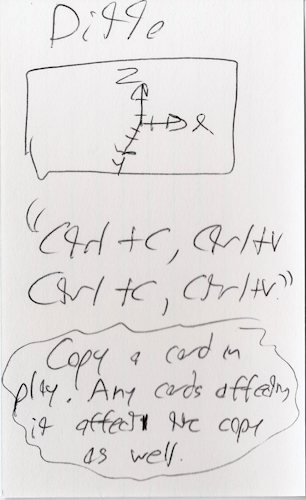 Ditto
Z
X
Y
"Ctrl+C, Ctrl+V
Ctrl+C, Ctrl+V."
Copy a card in
play. Any cards affecting
it affect the copy
as well.